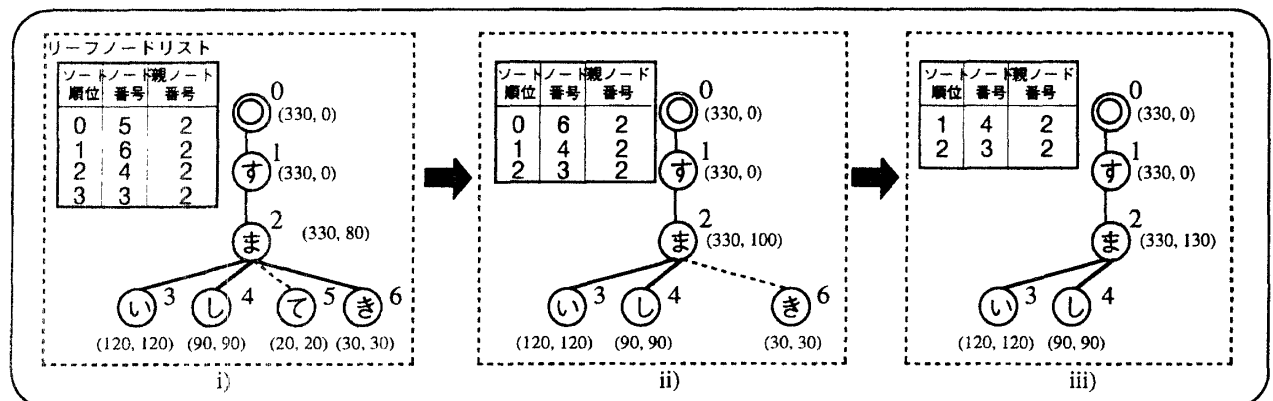 リーフノードリスト
ソート順位 ノード番号 親ノード番号
0 5 2
1 6 2
2 4 2
3 3 2
0
(330, 0)
す 1
(330, 0)
ま 2
(330, 80)
い 3 し 4 て 5 き 6
(120, 120) (90, 90) (20, 20) (30, 30)
i)
ソート順位 ノード番号 親ノード番号
0 6 2
1 4 2
2 3 2
0
(330, 0)
す 1
(330, 0)
ま 2
(330, 100)
い 3 し 4 き 6
(120, 120) (90, 90) (30, 30)
ii)
ソート順位 ノード番号 親ノード番号
1 4 2
2 3 2
0
(330, 0)
す 1
(330, 0)
ま 2
(330, 130)
い 3 し 4
(120, 120) (90, 90)
iii)